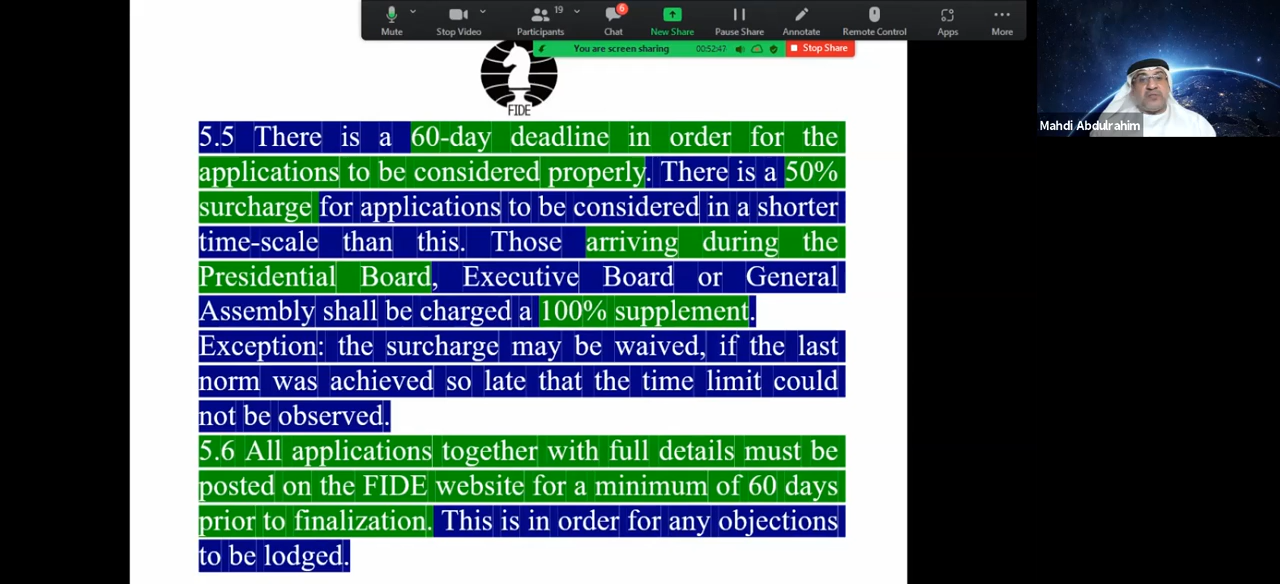 19
6
Mute
Stop Video
Participants
Chat
New Share
Pause Share
Annotate
Remote Control
Apps
More
You are screen sharing
00:52:47
Stop Share
Mahdi Abdulrahim
FIDE
5.5 There is a 60-day deadline in order for the
applications to be considered properly. There is a 50%
surcharge for applications to be considered in a shorter
time-scale than this. Those arriving during the
Presidential Board, Executive Board or General
Assembly shall be charged a 100% supplement.
Exception: the surcharge may be waived, if the last
norm was achieved so late that the time limit could
not be observed.
5.6 All applications together with full details must be
posted on the FIDE website for a minimum of 60 days
prior to finalization. This is in order for any objections
to be lodged.